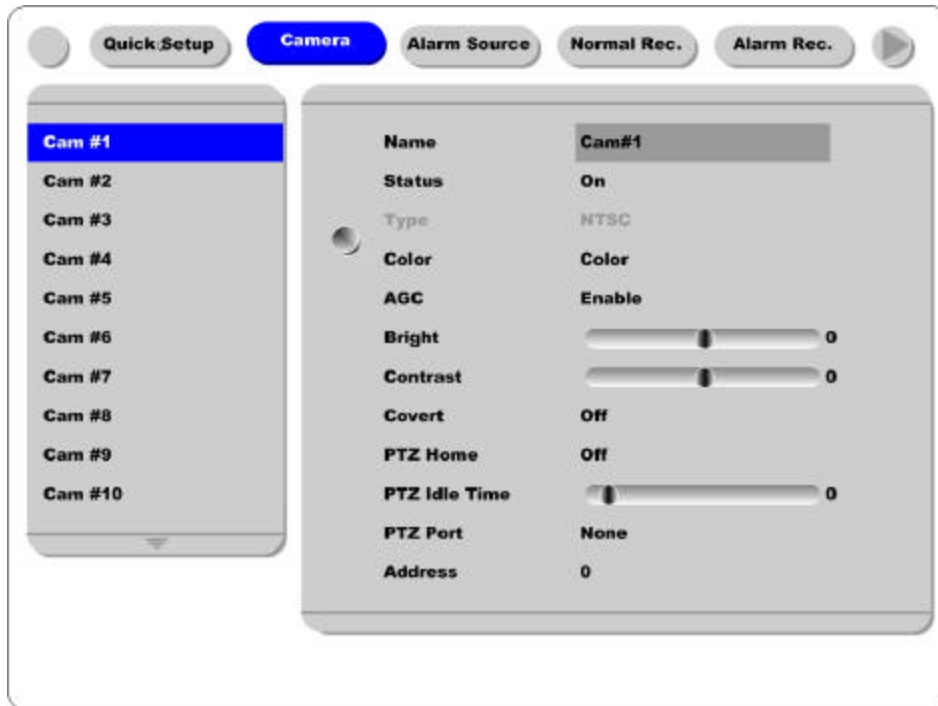 Quick Setup Camera Alarm Source Normal Rec. Alarm Rec.
Cam #1
Cam #2
Cam #3
Cam #4
Cam #5
Cam #6
Cam #7
Cam #8
Cam #9
Cam #10
Name Cam#1
Status On
Type NTSC
Color Color
AGC Enable
Bright 0
Contrast 0
Covert Off
PTZ Home Off
PTZ Idle Time 0
PTZ Port None
Address 0